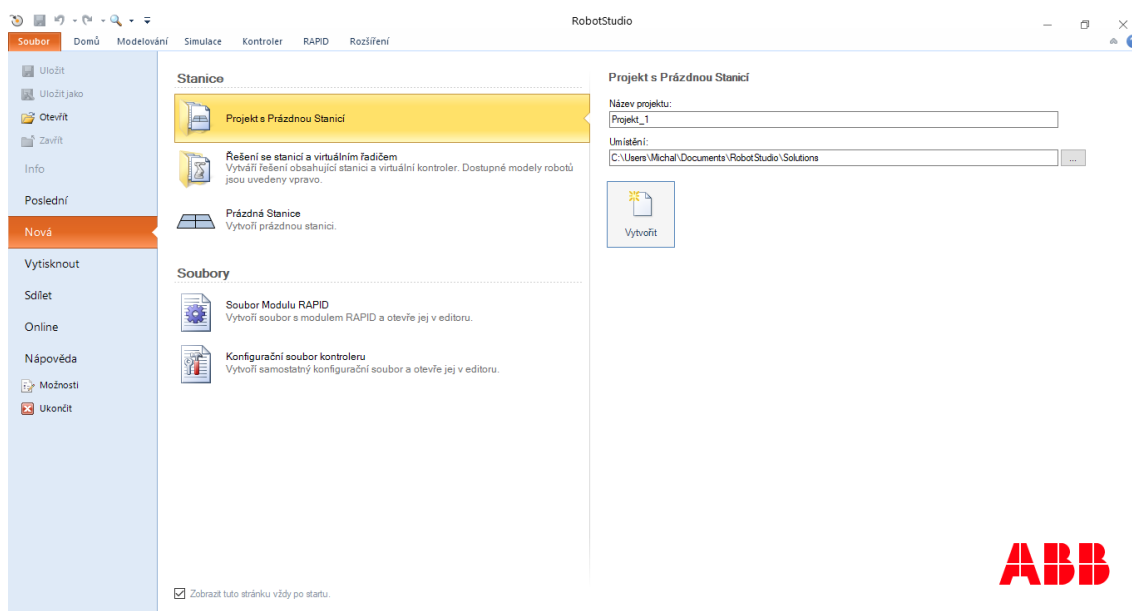 RobotStudio
Soubor Domů Modelování Simulace Kontroler RAPID Rozšíření
Uložit
Uložit jako
Otevřít
Zavřít
Info
Poslední
Nová
Vytisknout
Sdílet
Online
Nápověda
Možnosti
Ukončit
Stanice
Projekt s Prázdnou Stanicí
Řešení se stanicí a virtuálním řadičem
Vytváří řešení obsahující stanici a virtuální kontroler. Dostupné modely robotů
jsou uvedeny vpravo.
Prázdná Stanice
Vytvoří prázdnou stanici.
Soubory
Soubor Modulu RAPID
Vytvoří soubor s modulem RAPID a otevře jej v editoru.
Konfigurační soubor kontroleru
Vytvoří samostatný konfigurační soubor a otevře jej v editoru.
Zobrazit tuto stránku vždy po startu.
Projekt s Prázdnou Stanicí
Název projektu:
Projekt_1
Umístění:
C:\Users\Michal\Documents\RobotStudio\Solutions
...
Vytvořit
ABB